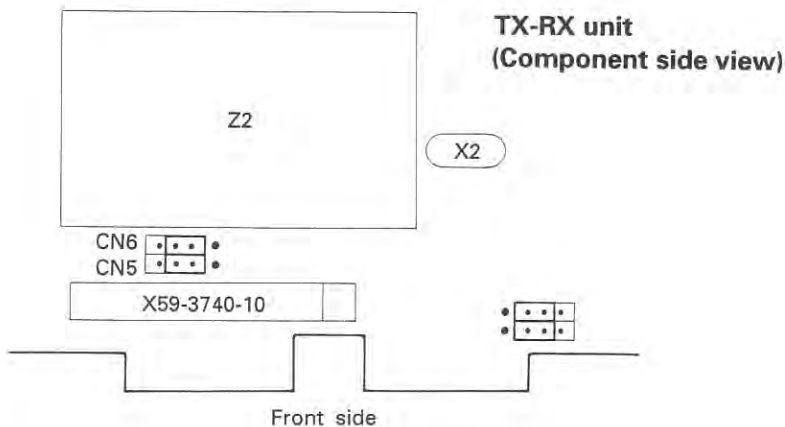 TX-RX unit
(Component side view)
Z2
X2
CN6
CN5
X59-3740-10
Front side